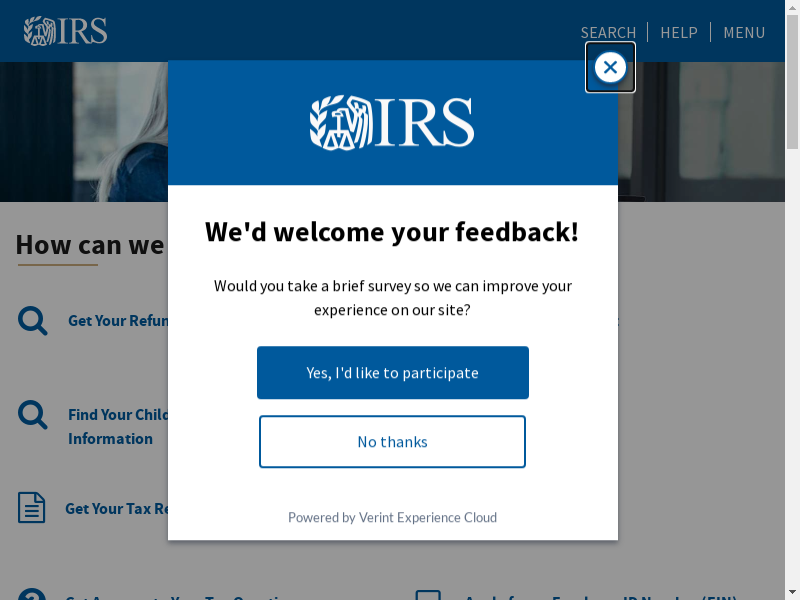 IRS
SEARCH
HELP
MENU
IRS
We'd welcome your feedback!
Would you take a brief survey so we can improve your
experience on our site?
Yes, I'd like to participate
No thanks
Powered by Verint Experience Cloud
How can we
Get Your Refun
Find Your Child
Information
Get Your Tax Re